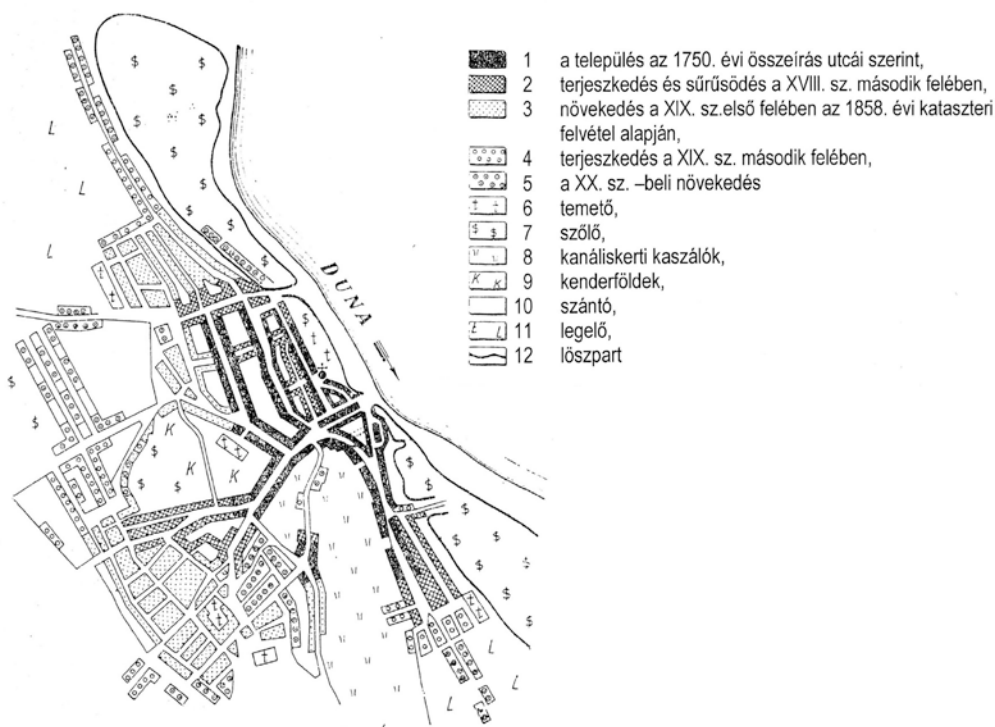 1 a település az 1750. évi összeírás utcái szerint,
2 terjeszkedés és sűrűsödés a XVIII. sz. második felében,
3 növekedés a XIX. sz.első felében az 1858. évi kataszteri
felvétel alapján,
4 terjeszkedés a XIX. sz. második felében,
5 a XX. sz. –beli növekedés
6 temető,
7 szőlő,
8 kanáliskerti kaszálók,
9 kenderföldek,
10 szántó,
11 legelő,
12 löszpart
DUNA
L
L
L
K
K
K
L
L
L